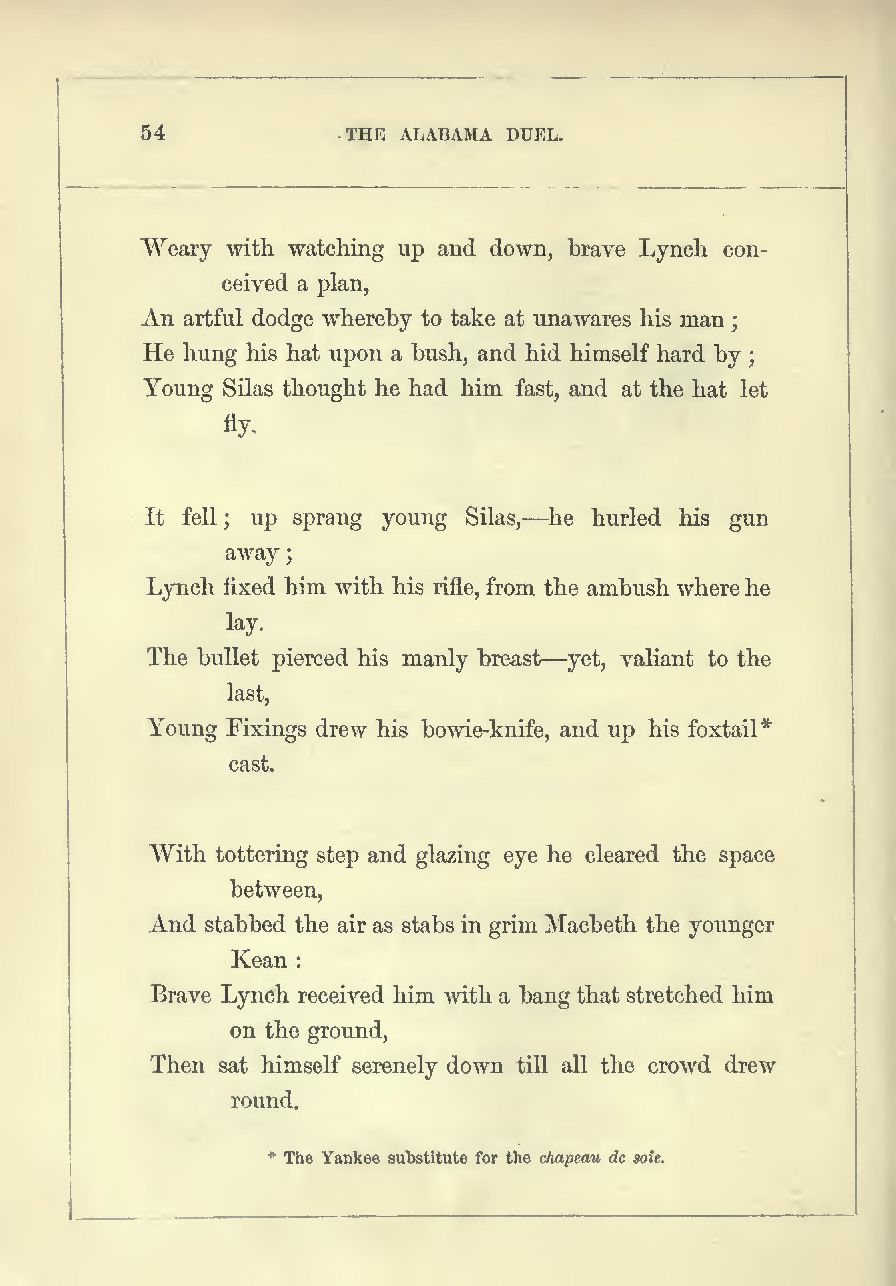 54 THE ALABAMA DUEL.
Weary with watching up and down, brave Lynch con-
ceived a plan,
An artful dodge whereby to take at unawares his man ;
He hung his hat upon a bush, and hid himself hard by ;
Young Silas thought he had him fast, and at the hat let
fly.
It fell ; up sprang young Silas,—he hurled his gun
away ;
Lynch fixed him with his rifle, from the ambush where he
lay.
The bullet pierced his manly breast—yet, valiant to the
last,
Young Fixings drew his bowie-knife, and up his foxtail*
cast.
With tottering step and glazing eye he cleared the space
between,
And stabbed the air as stabs in grim Macbeth the younger
Kean :
Brave Lynch received him with a bang that stretched him
on the ground,
Then sat himself serenely down till all the crowd drew
round.
* The Yankee substitute for the chapeau de soie.